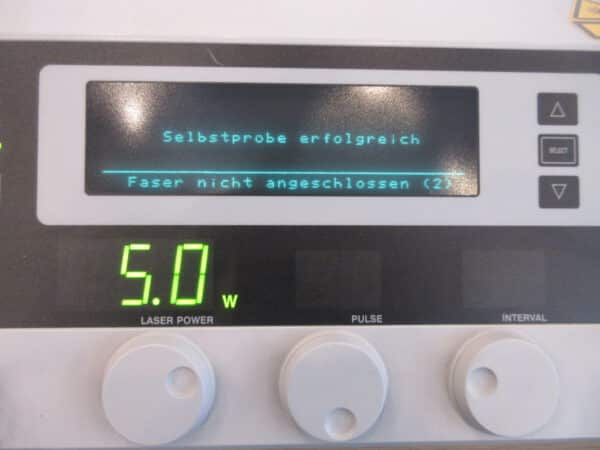 Selbstprobe erfolgreich
SELECT
Faser nicht angeschlossen (2)
5.0 W
LASER POWER
PULSE
INTERVAL